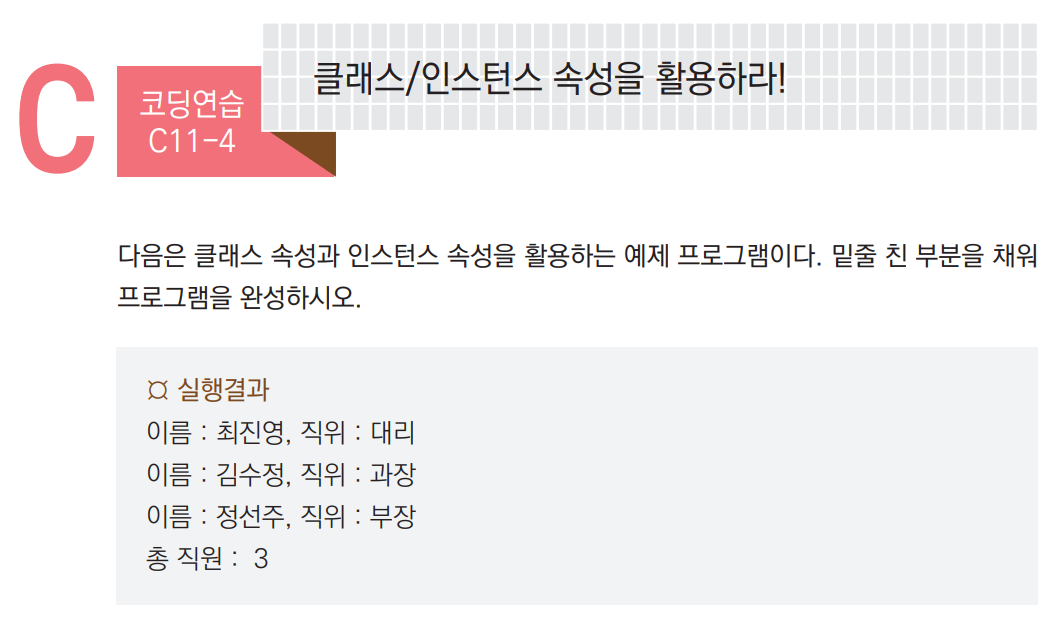 C
코딩연습
C11-4
클래스/인스턴스 속성을 활용하라!
다음은 클래스 속성과 인스턴스 속성을 활용하는 예제 프로그램이다. 밑줄 친 부분을 채워
프로그램을 완성하시오.
¤ 실행결과
이름 : 최진영, 직위 : 대리
이름 : 김수정, 직위 : 과장
이름 : 정선주, 직위 : 부장
총 직원 : 3